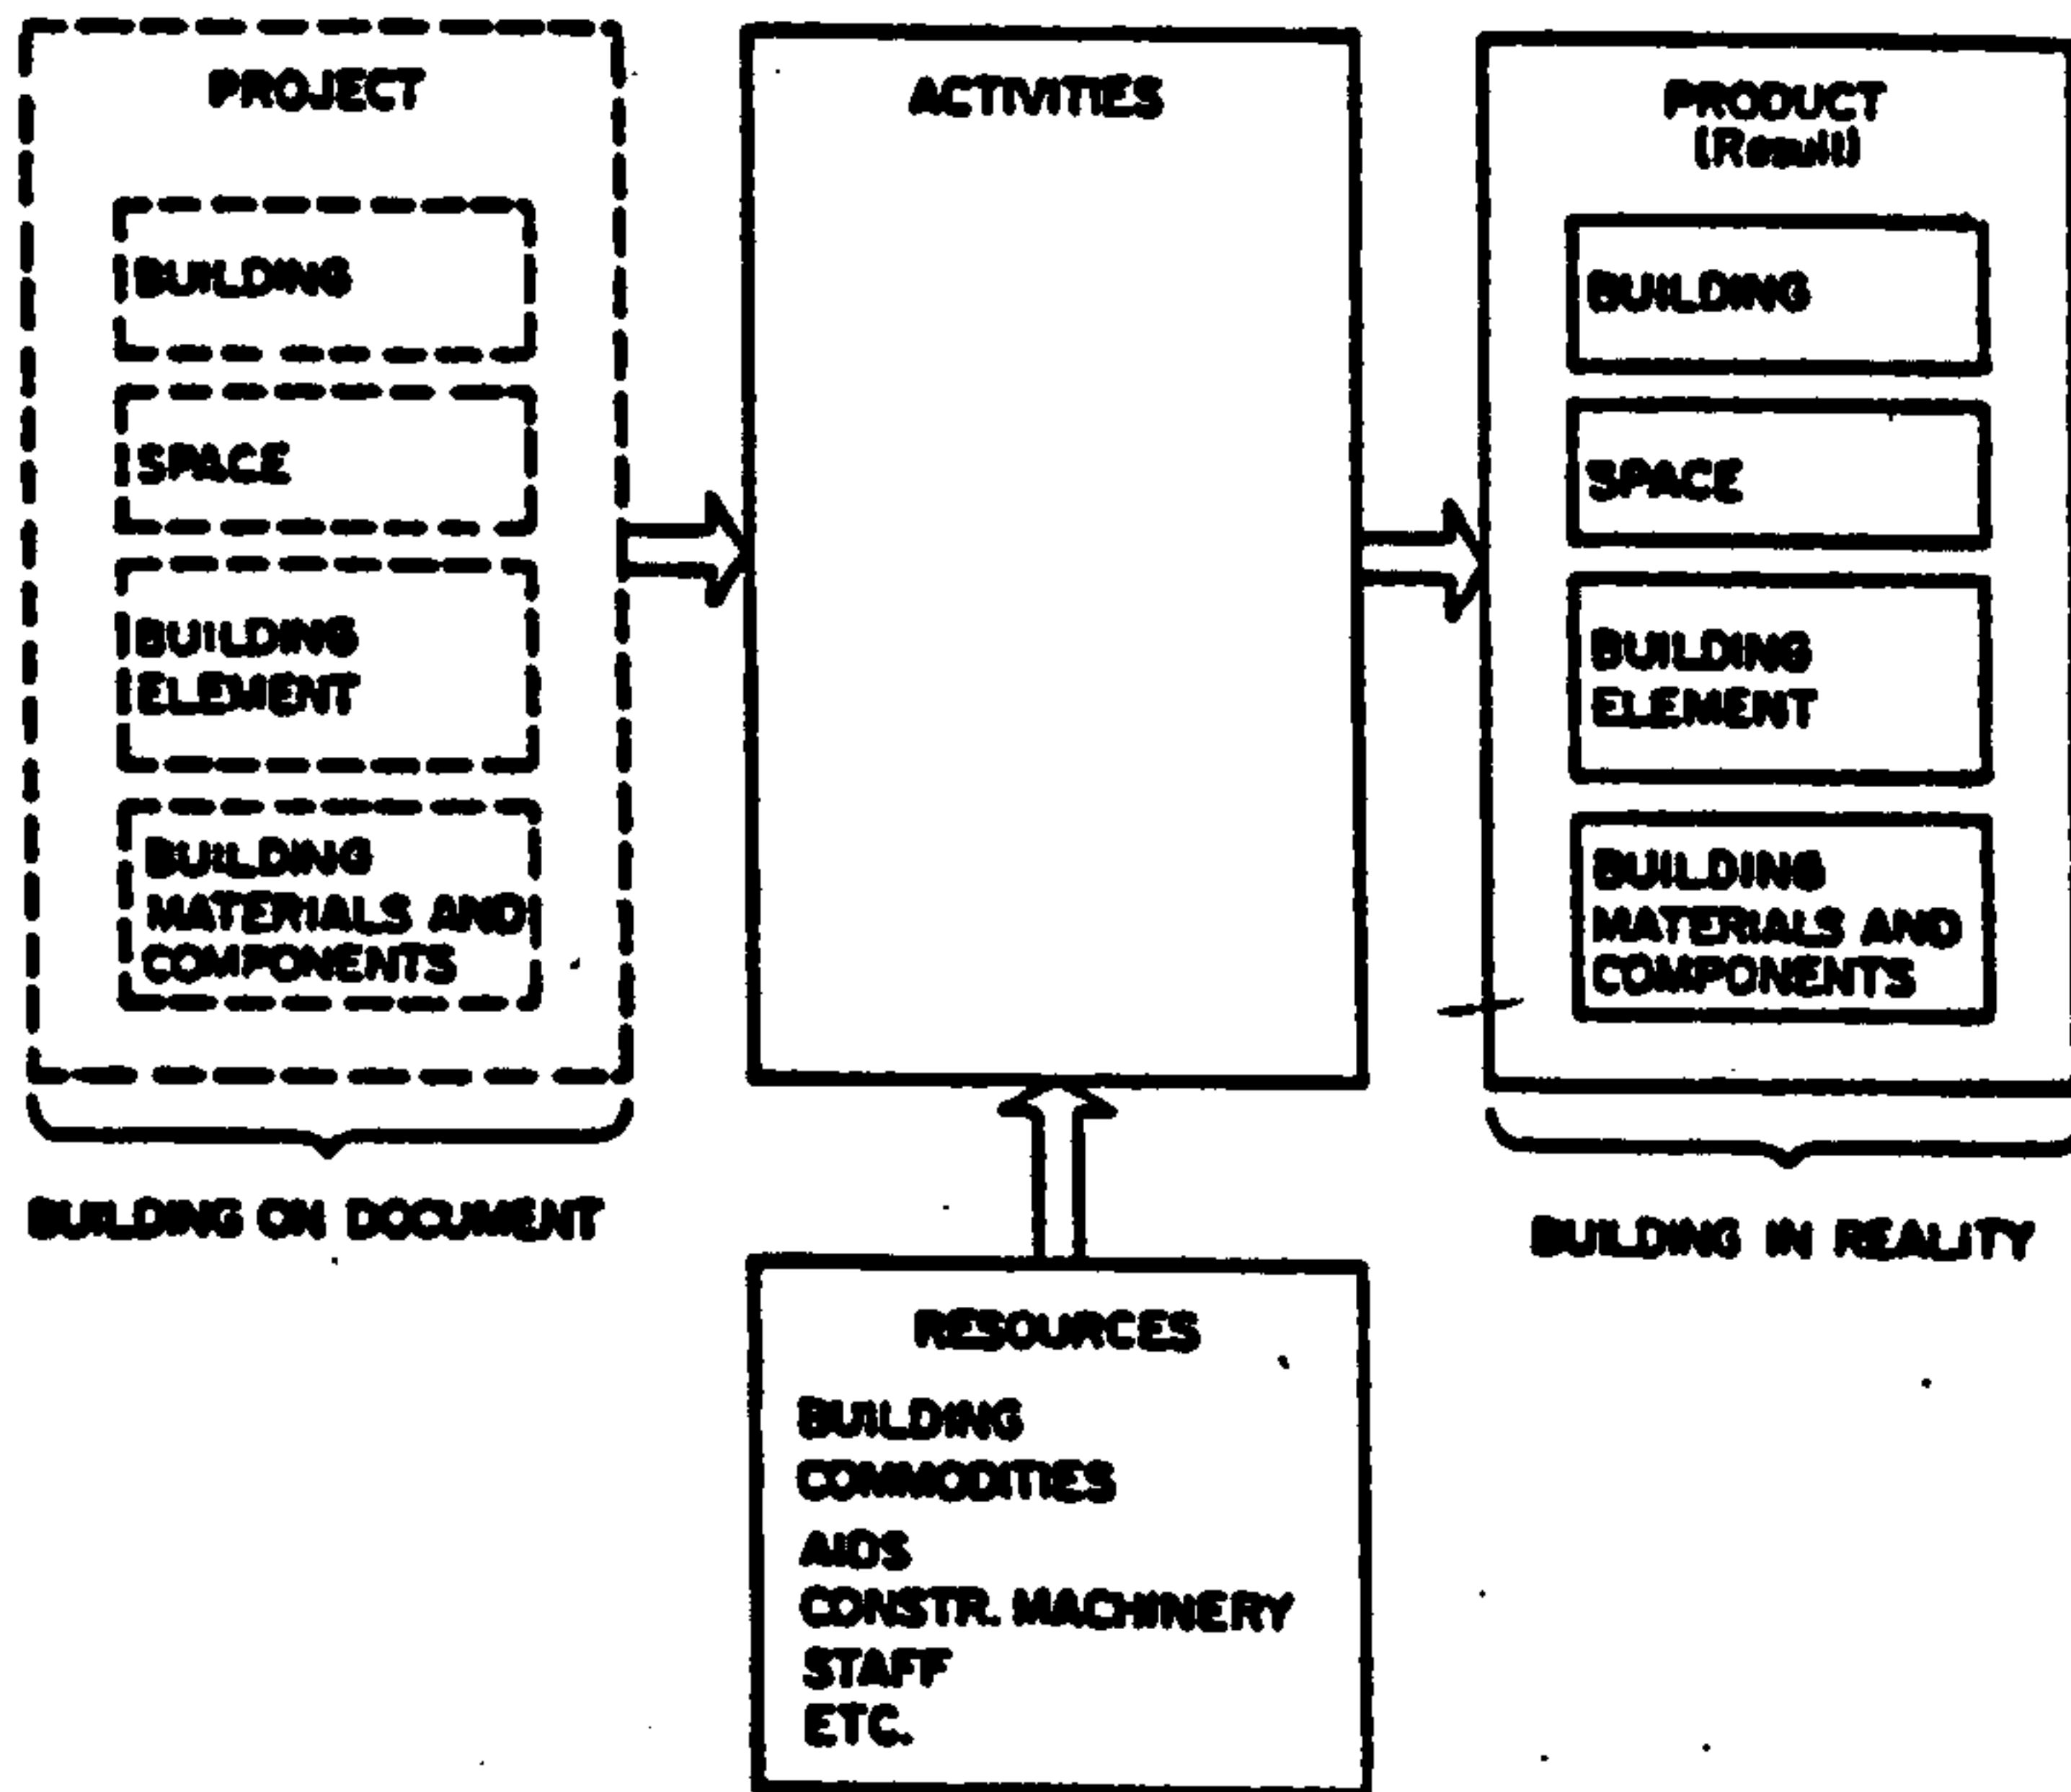 PROJECT
BUILDING
SPACE
BUILDING
ELEMENT
BUILDING
MATERIALS AND
COMPONENTS
BUILDING ON DOCUMENT
ACTIVITIES
PRODUCT
(Result)
BUILDING
SPACE
BUILDING
ELEMENT
BUILDING
MATERIALS AND
COMPONENTS
BUILDING IN REALITY
RESOURCES
BUILDING
COMMODITIES
AIDS
CONSTR. MACHINERY
STAFF
ETC.